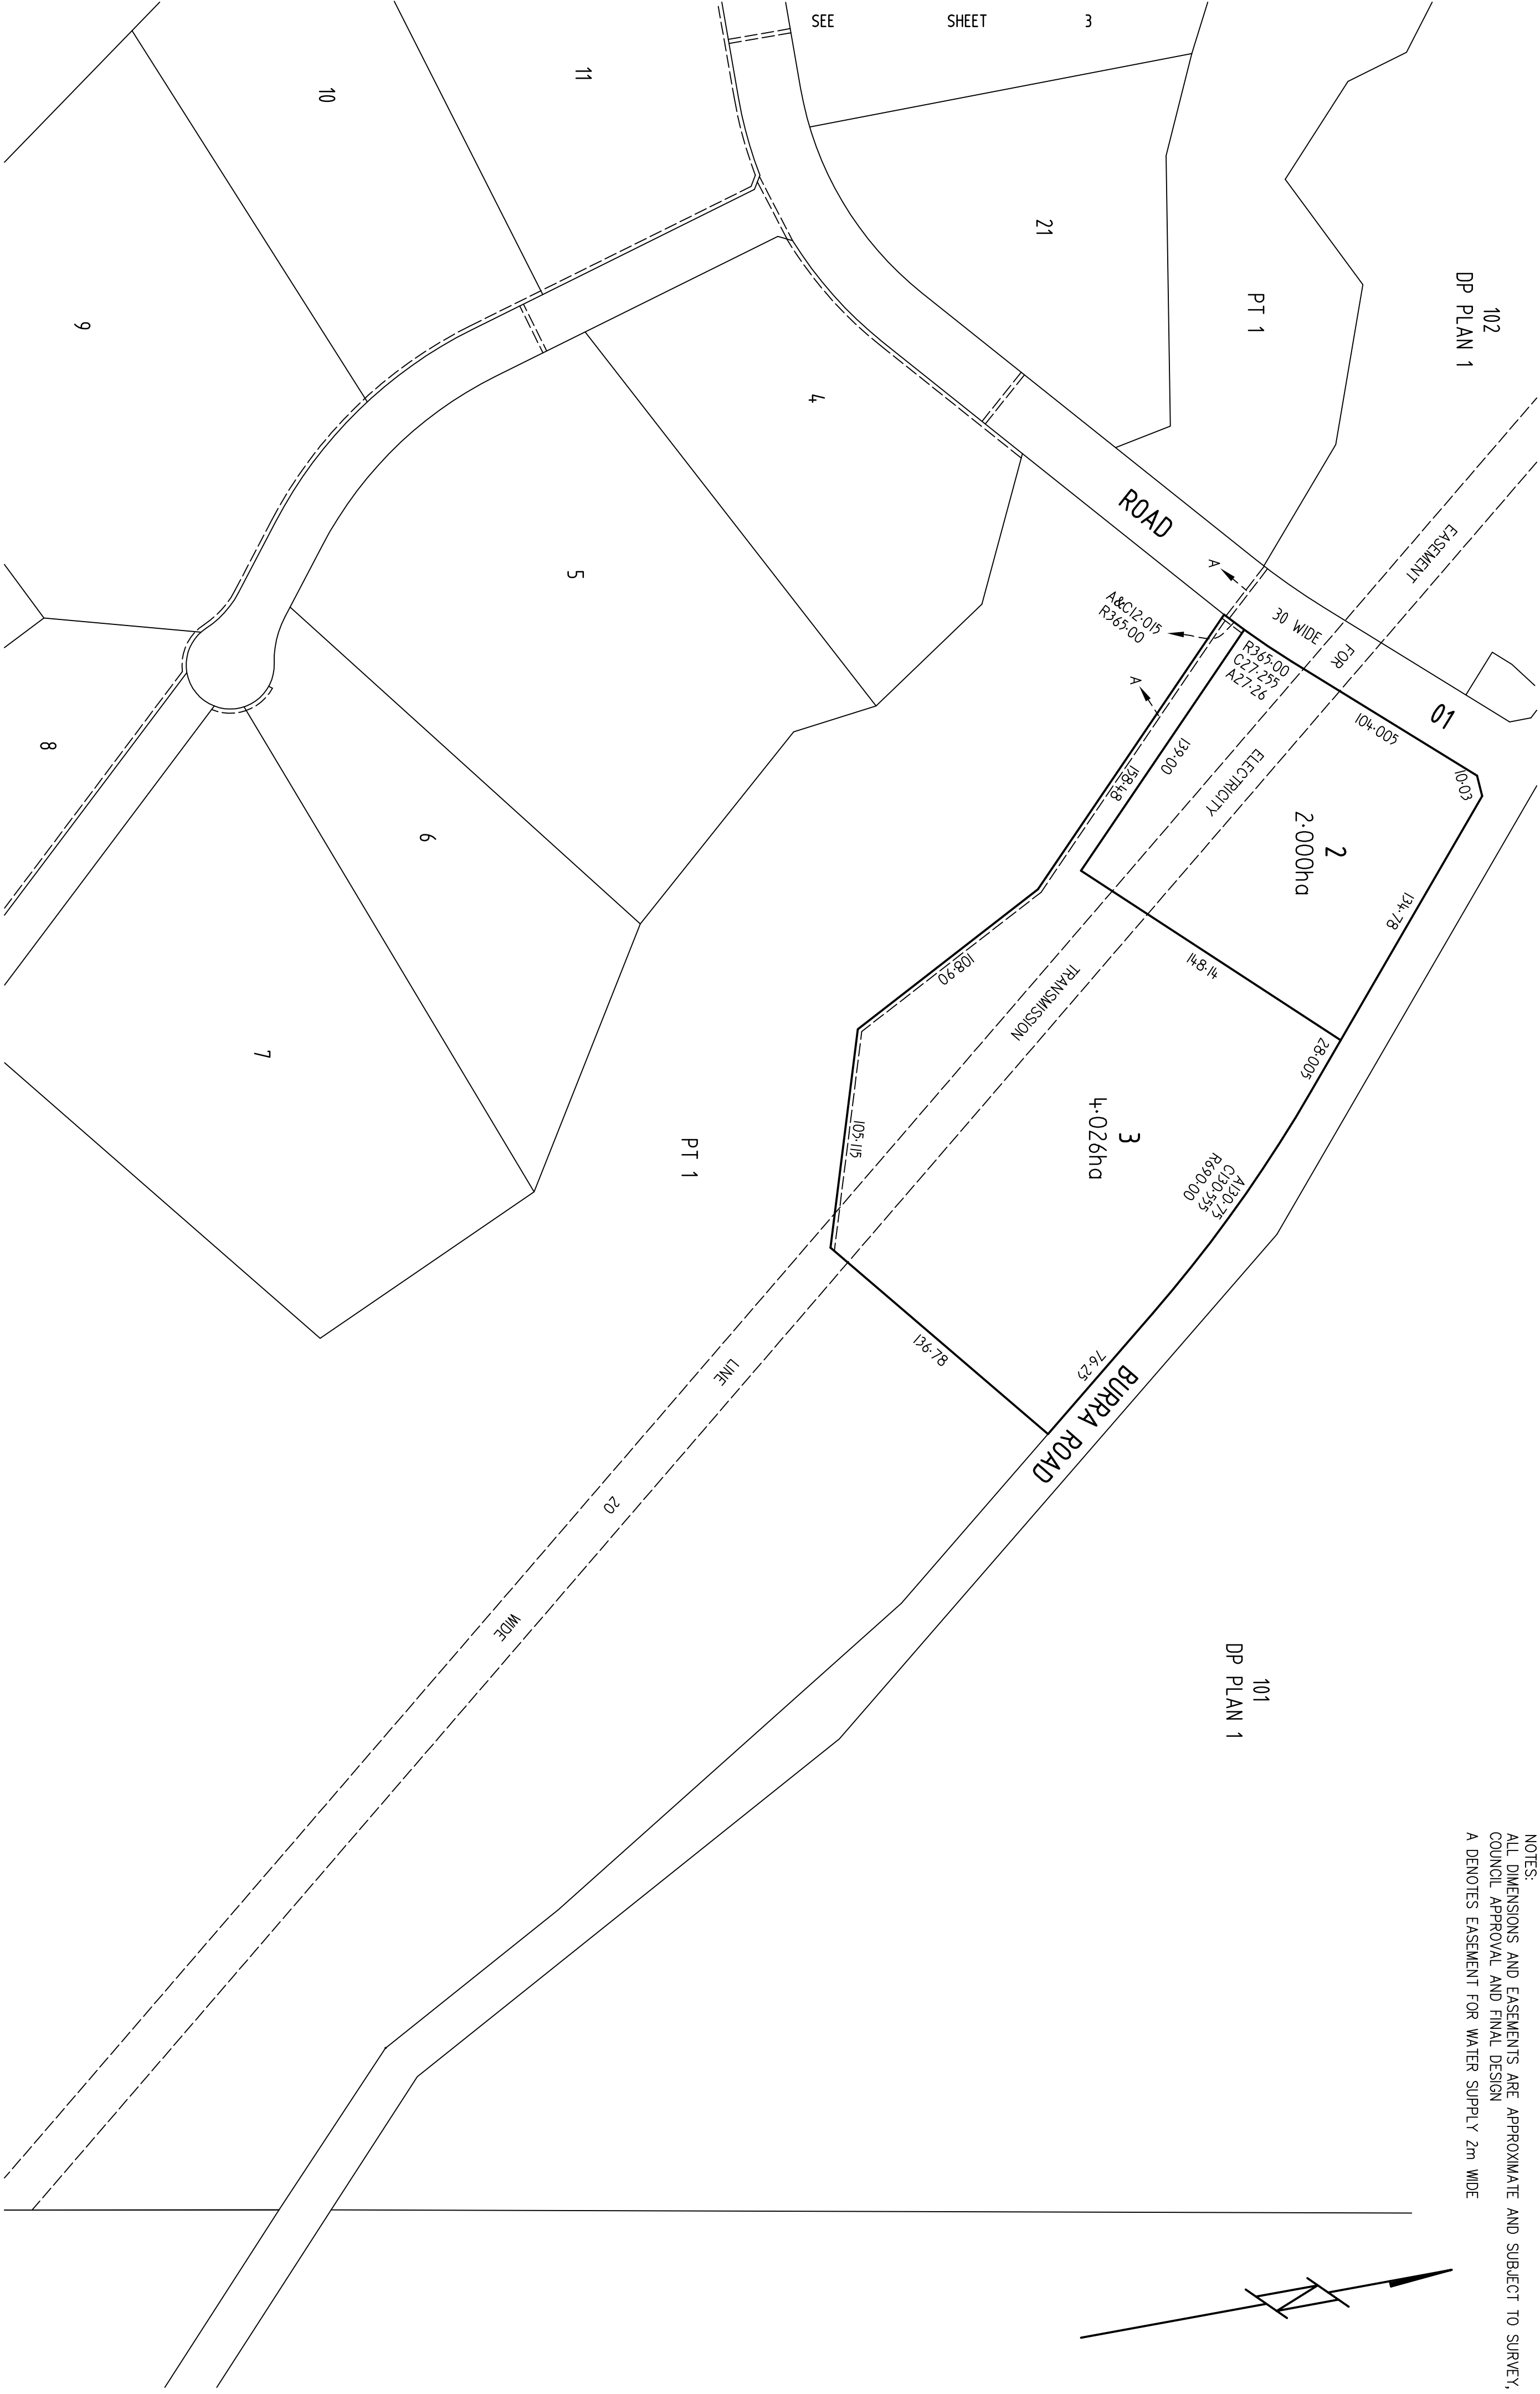 SEE SHEET 3
11
10
9
21
PT 1
102
DP PLAN 1
4
5
6
7
8
ROAD 01
A
A&C12·015
R365·00
A
30 WIDE
R365·00
C27·255
A27·26
104·005
10·03
139·00
158·48
2
2·000ha
134·78
148·14
108·90
105·115
28·005
3
4·026ha
A130·75
C130·555
R690·00
76·25
136·78
BURRA ROAD
EASEMENT FOR ELECTRICITY TRANSMISSION LINE 20 WIDE
PT 1
101
DP PLAN 1
NOTES:
ALL DIMENSIONS AND EASEMENTS ARE APPROXIMATE AND SUBJECT TO SURVEY,
COUNCIL APPROVAL AND FINAL DESIGN
A DENOTES EASEMENT FOR WATER SUPPLY 2m WIDE